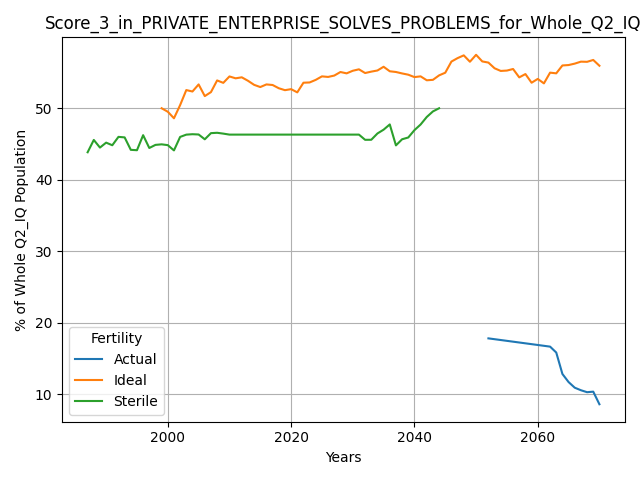 Score_3_in_PRIVATE_ENTERPRISE_SOLVES_PROBLEMS_for_Whole_Q2_IQ
% of Whole Q2_IQ Population
50
40
30
20
10
Fertility
Actual
Ideal
Sterile
2000 2020 2040 2060
Years